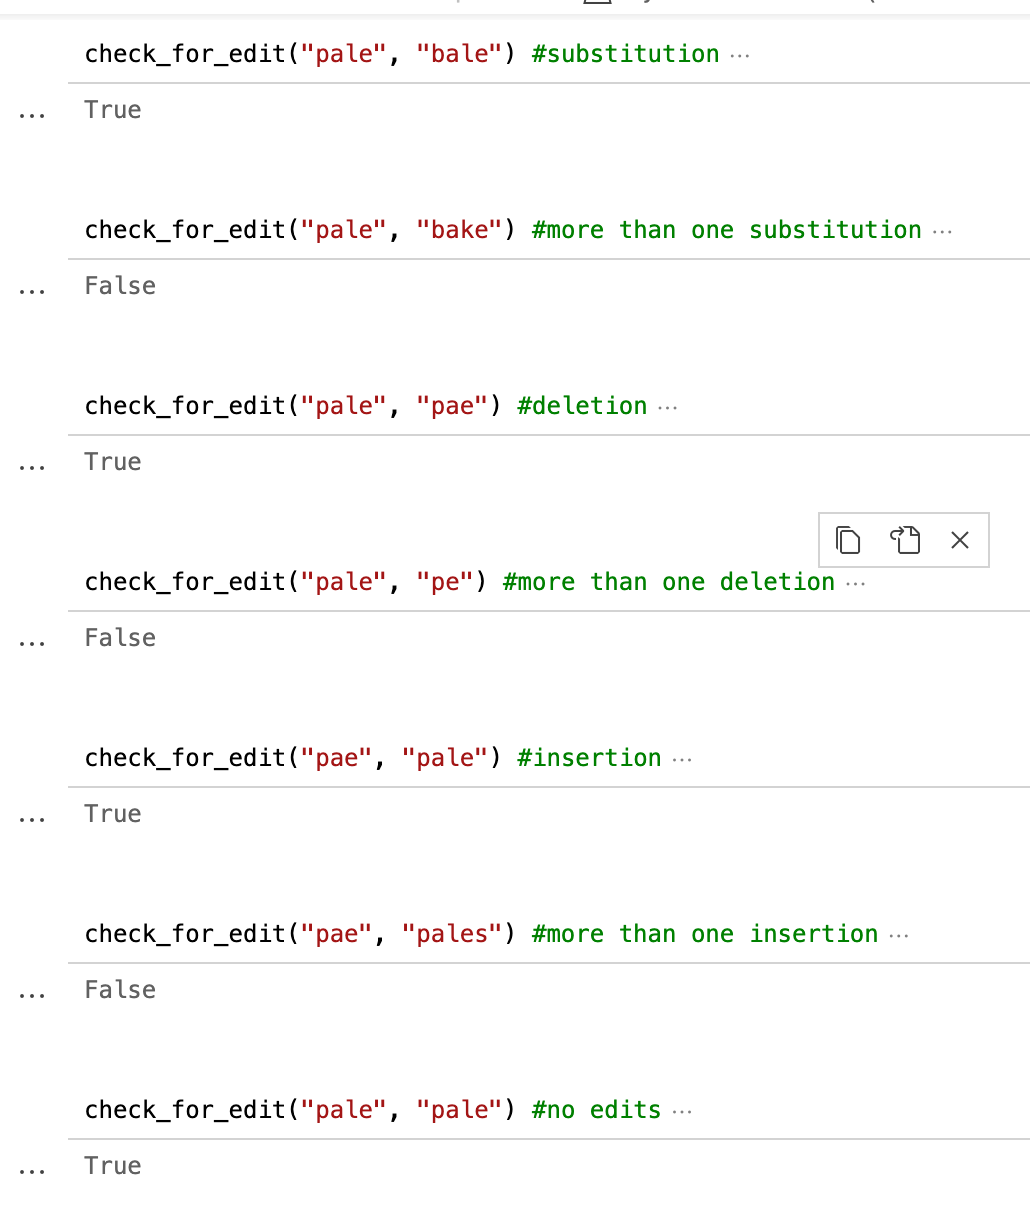 check_for_edit("pale", "bale") #substitution ...
... True
check_for_edit("pale", "bake") #more than one substitution ...
... False
check_for_edit("pale", "pae") #deletion ...
... True
check_for_edit("pale", "pe") #more than one deletion ...
... False
check_for_edit("pae", "pale") #insertion ...
... True
check_for_edit("pae", "pales") #more than one insertion ...
... False
check_for_edit("pale", "pale") #no edits ...
... True